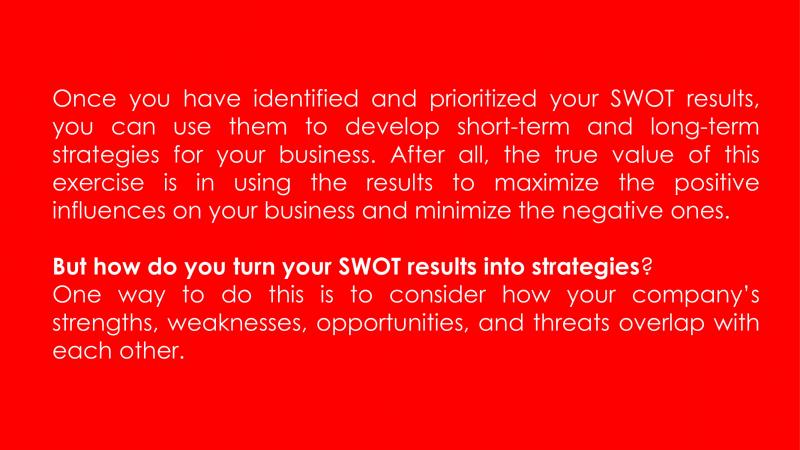 Once you have identified and prioritized your SWOT results,
you can use them to develop short-term and long-term
strategies for your business. After all, the true value of this
exercise is in using the results to maximize the positive
influences on your business and minimize the negative ones.
But how do you turn your SWOT results into strategies?
One way to do this is to consider how your company’s
strengths, weaknesses, opportunities, and threats overlap with
each other.